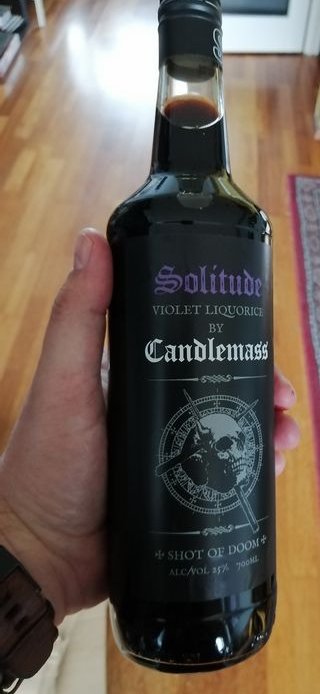 Solitude
VIOLET LIQUORICE
BY
Candlemass
SHOT OF DOOM
ALC/VOL 25% 700ML